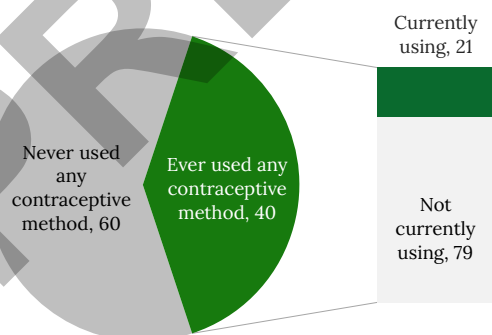 Currently
using, 21
Never used
any
contraceptive
method, 60
Ever used any
contraceptive
method, 40
Not
currently
using, 79